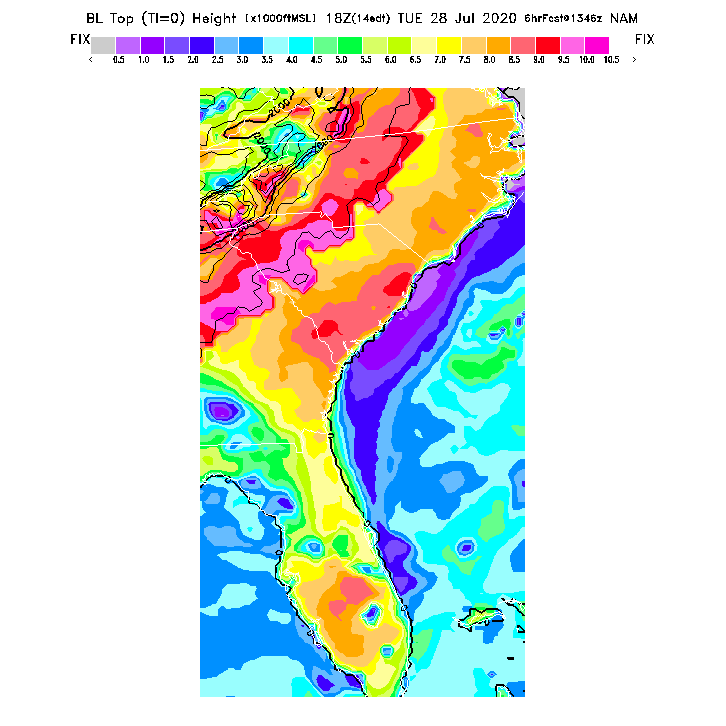 BL Top (TI=0) Height [x1000ftMSL] 18Z(14edt) TUE 28 Jul 2020 6hrFcst@1346z NAM
FIX FIX
< 0.5 1.0 1.5 2.0 2.5 3.0 3.5 4.0 4.5 5.0 5.5 6.0 6.5 7.0 7.5 8.0 8.5 9.0 9.5 10.0 10.5 >
2000
2000